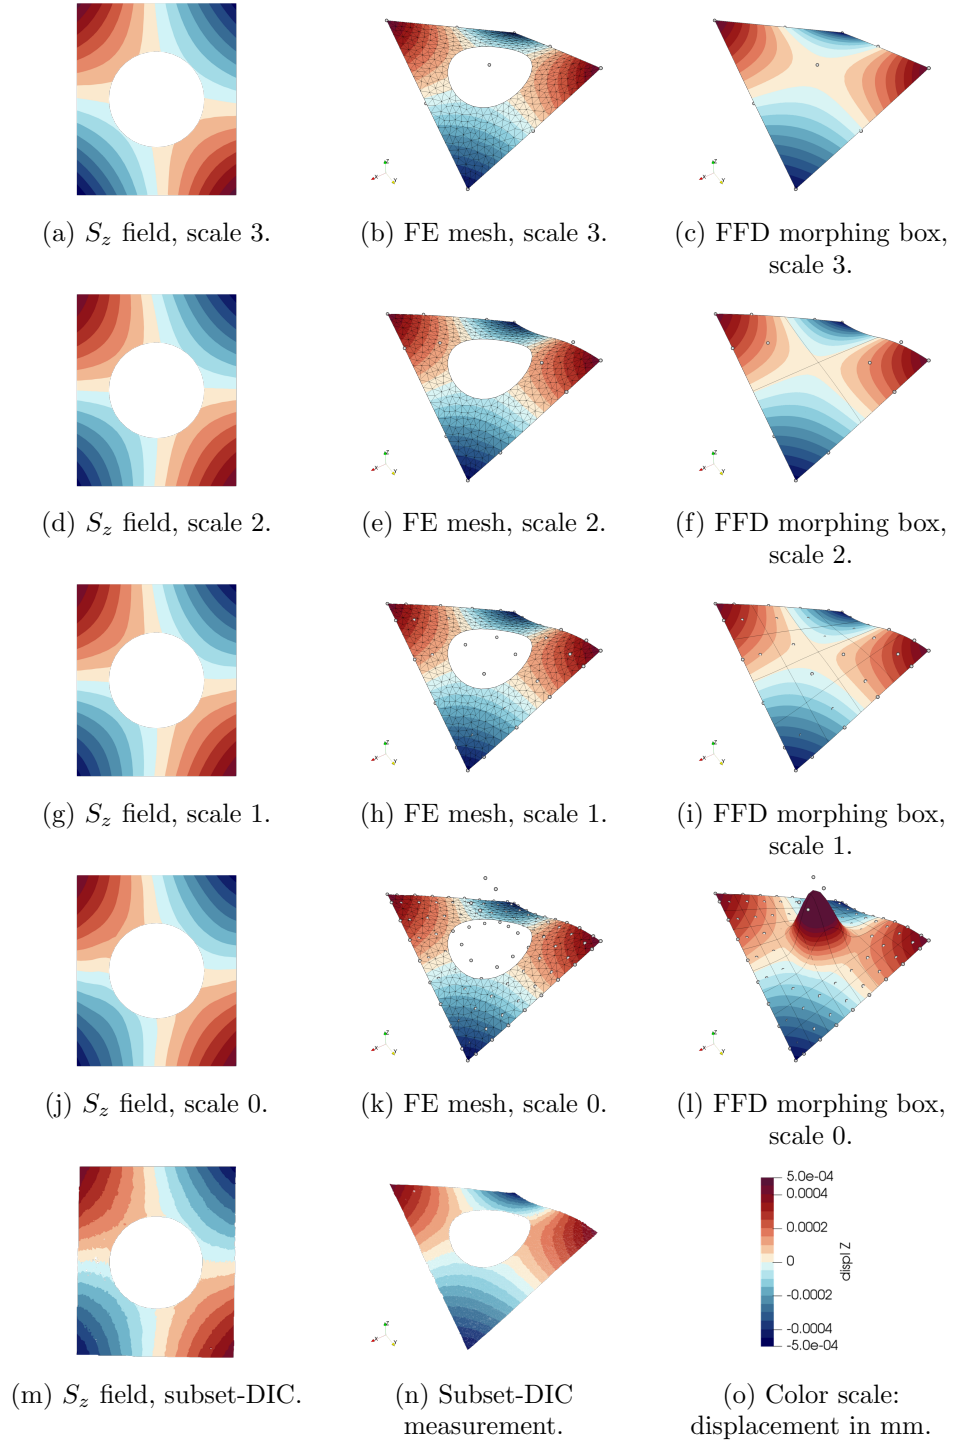 z
x
y
z
x
y
(a) S_z field, scale 3.
(b) FE mesh, scale 3.
(c) FFD morphing box,
scale 3.
z
x
y
z
x
y
(d) S_z field, scale 2.
(e) FE mesh, scale 2.
(f) FFD morphing box,
scale 2.
z
x
y
z
x
y
(g) S_z field, scale 1.
(h) FE mesh, scale 1.
(i) FFD morphing box,
scale 1.
z
x
y
z
x
y
(j) S_z field, scale 0.
(k) FE mesh, scale 0.
(l) FFD morphing box,
scale 0.
z
x
y
5.0e-04
0.0004
0.0002
0
-0.0002
-0.0004
-5.0e-04
displ Z
(m) S_z field, subset-DIC.
(n) Subset-DIC
measurement.
(o) Color scale:
displacement in mm.